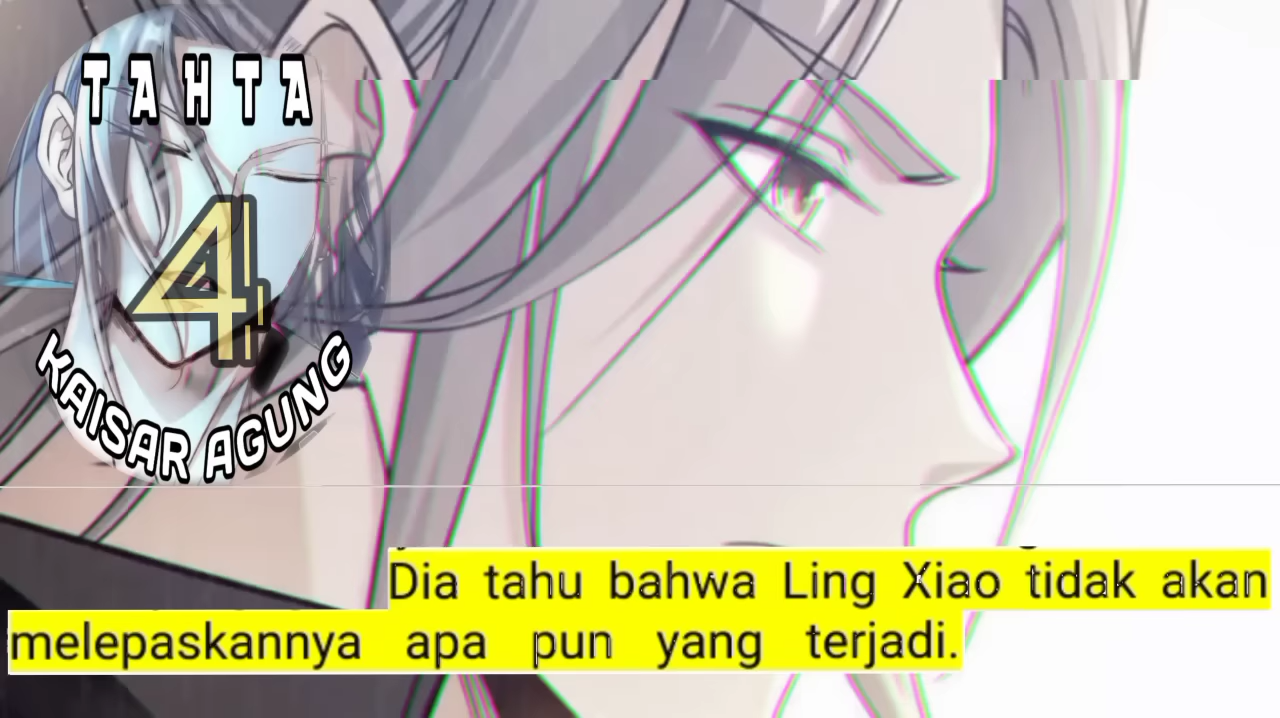 TAHTA
4
KAISAR AGUNG
Dia tahu bahwa Ling Xiao tidak akan
melepaskannya apa pun yang terjadi.